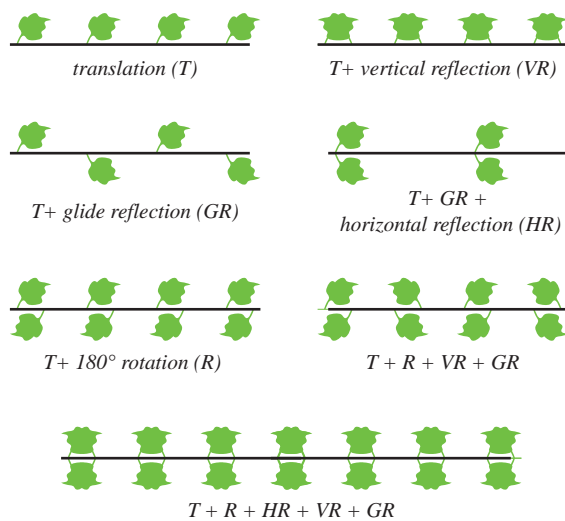 translation (T)
T+ vertical reflection (VR)
T+ glide reflection (GR)
T+ GR +
horizontal reflection (HR)
T+ 180° rotation (R)
T + R + VR + GR
T + R + HR + VR + GR